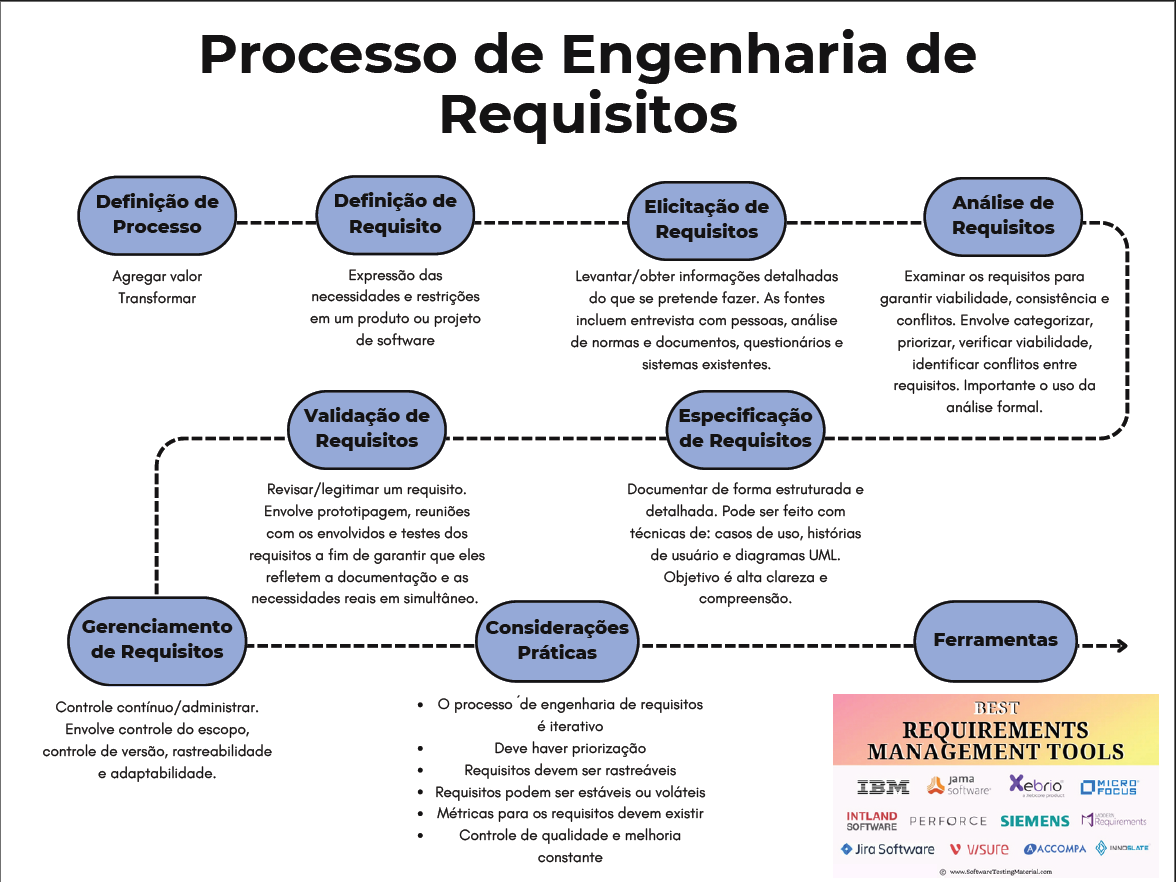 Processo de Engenharia de
Requisitos
Definição de
Processo
Agregar valor
Transformar
Definição de
Requisito
Expressão das
necessidades e restrições
em um produto ou projeto
de software
Elicitação de
Requisitos
Levantar/obter informações detalhadas
do que se pretende fazer. As fontes
incluem entrevista com pessoas, análise
de normas e documentos, questionários e
sistemas existentes.
Análise de
Requisitos
Examinar os requisitos para
garantir viabilidade, consistência e
conflitos. Envolve categorizar,
priorizar, verificar viabilidade,
identificar conflitos entre
requisitos. Importante o uso da
análise formal.
Especificação
de Requisitos
Documentar de forma estruturada e
detalhada. Pode ser feito com
técnicas de: casos de uso, histórias
de usuário e diagramas UML.
Objetivo é alta clareza e
compreensão.
Validação de
Requisitos
Revisar/legitimar um requisito.
Envolve prototipagem, reuniões
com os envolvidos e testes dos
requisitos a fim de garantir que eles
refletem a documentação e as
necessidades reais em simultâneo.
Gerenciamento
de Requisitos
Controle contínuo/administrar.
Envolve controle do escopo,
controle de versão, rastreabilidade
e adaptabilidade.
Considerações
Práticas
• O processo ´de engenharia de requisitos
é iterativo
• Deve haver priorização
• Requisitos devem ser rastreáveis
• Requisitos podem ser estáveis ou voláteis
• Métricas para os requisitos devem existir
• Controle de qualidade e melhoria
constante
Ferramentas
BEST
REQUIREMENTS
MANAGEMENT TOOLS
IBM
jama
software
Xebrio
MICRO
FOCUS
INTLAND
SOFTWARE
PERFORCE
SIEMENS
Requirements
Jira Software
VISURE
ACCOMPA
INNOSLATE
© www.SoftwareTestingMaterial.com